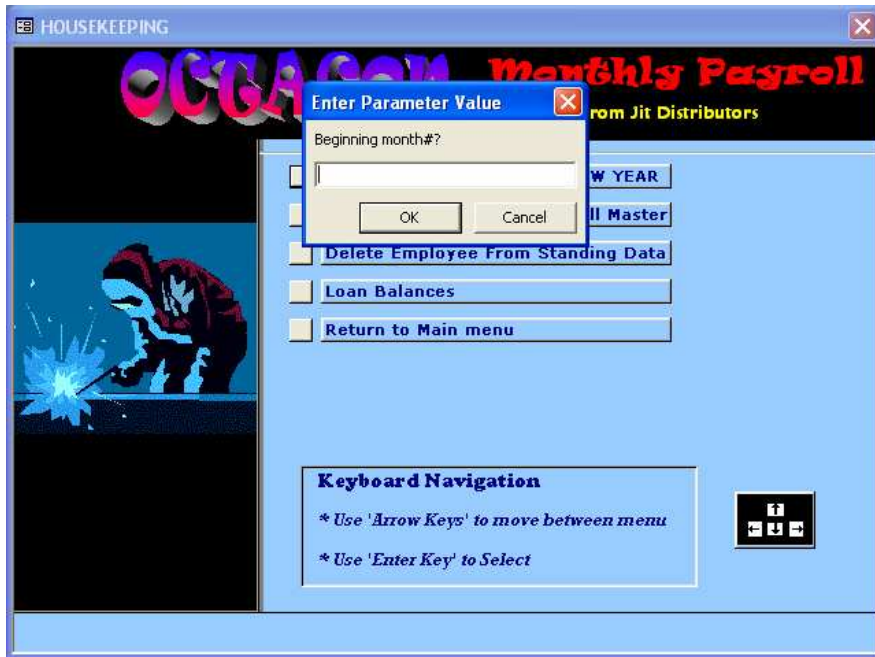 HOUSEKEEPING
Monthly Payroll
rom Jit Distributors
Enter Parameter Value
Beginning month#?
OK
Cancel
W YEAR
ll Master
Delete Employee From Standing Data
Loan Balances
Return to Main menu
Keyboard Navigation
* Use 'Arrow Keys' to move between menu
* Use 'Enter Key' to Select